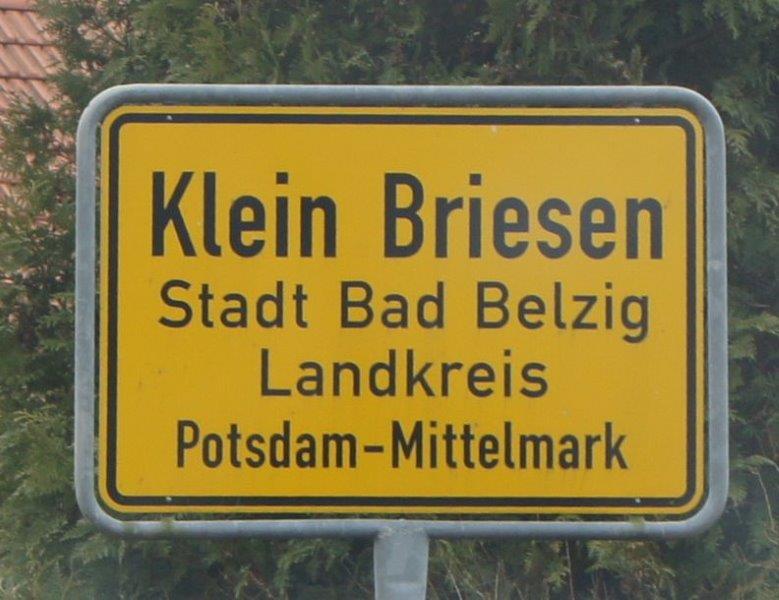 Klein Briesen
Stadt Bad Belzig
Landkreis
Potsdam-Mittelmark